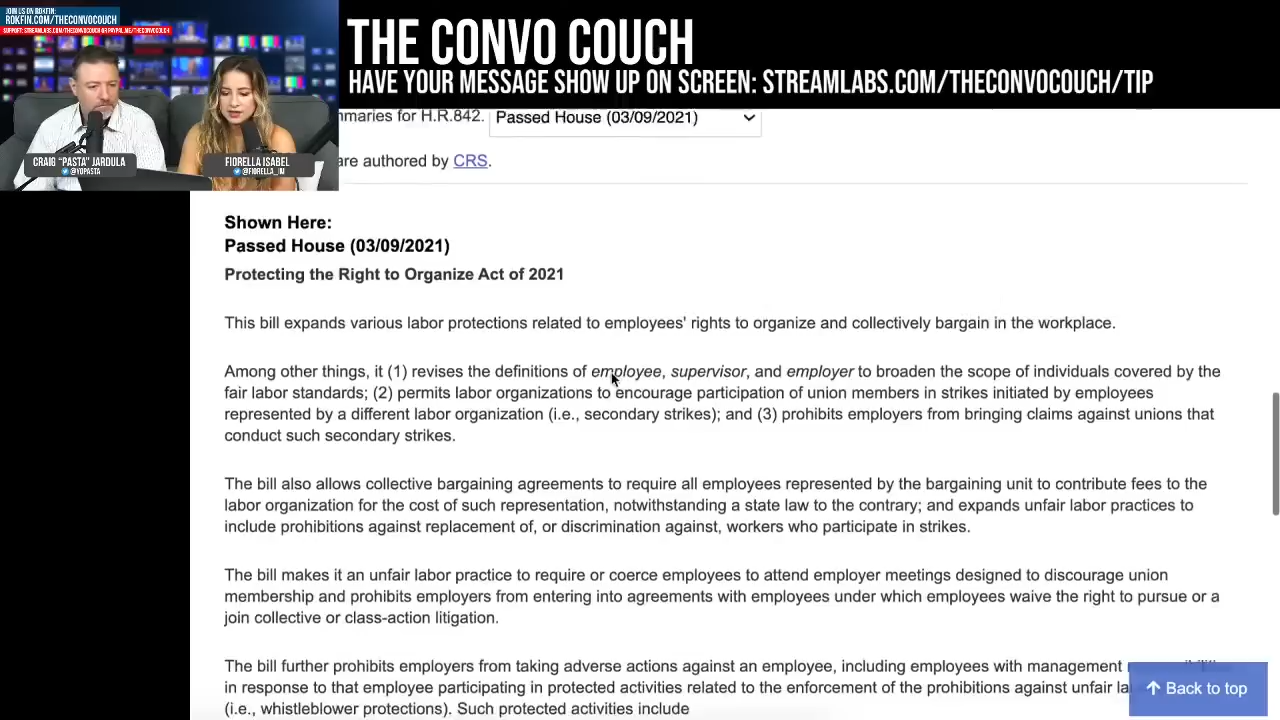 JOIN US ON ROKFIN:
ROKFIN.COM/THECONVOCOUCH
SUPPORT: STREAMLABS.COM/THECONVOCOUCH OR PAYPAL.ME/THECONVOCOUCH
CRAIG "PASTA" JARDULA
@YOPASTA
FIORELLA ISABEL
@FIORELLA_IM
THE CONVO COUCH
HAVE YOUR MESSAGE SHOW UP ON SCREEN: STREAMLABS.COM/THECONVOCOUCH/TIP
maries for H.R.842. Passed House (03/09/2021)
are authored by CRS.
Shown Here:
Passed House (03/09/2021)
Protecting the Right to Organize Act of 2021
This bill expands various labor protections related to employees' rights to organize and collectively bargain in the workplace.
Among other things, it (1) revises the definitions of employee, supervisor, and employer to broaden the scope of individuals covered by the
fair labor standards; (2) permits labor organizations to encourage participation of union members in strikes initiated by employees
represented by a different labor organization (i.e., secondary strikes); and (3) prohibits employers from bringing claims against unions that
conduct such secondary strikes.
The bill also allows collective bargaining agreements to require all employees represented by the bargaining unit to contribute fees to the
labor organization for the cost of such representation, notwithstanding a state law to the contrary; and expands unfair labor practices to
include prohibitions against replacement of, or discrimination against, workers who participate in strikes.
The bill makes it an unfair labor practice to require or coerce employees to attend employer meetings designed to discourage union
membership and prohibits employers from entering into agreements with employees under which employees waive the right to pursue or a
join collective or class-action litigation.
The bill further prohibits employers from taking adverse actions against an employee, including employees with management
in response to that employee participating in protected activities related to the enforcement of the prohibitions against unfair
(i.e., whistleblower protections). Such protected activities include
Back to top